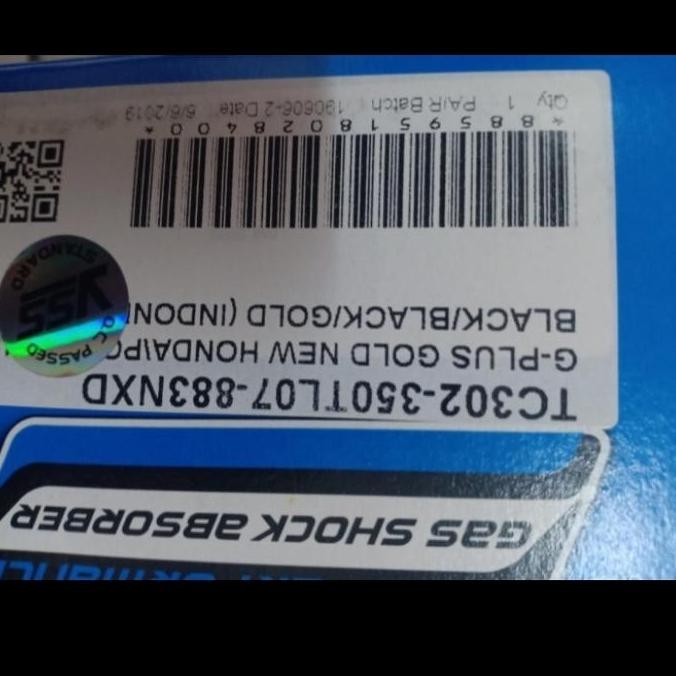 GAS SHOCK ABSORBER
TC302-350TL07-883NXD
G-PLUS GOLD NEW HONDA/PC
BLACK/BLACK/GOLD (INDONE
Q.C. PASSED
YSS
STANDARD
* 8 8 5 9 5 1 8 0 2 8 4 0 0 *
Qty 1 PAIR Batch 190606-2 Date 6/6/2019